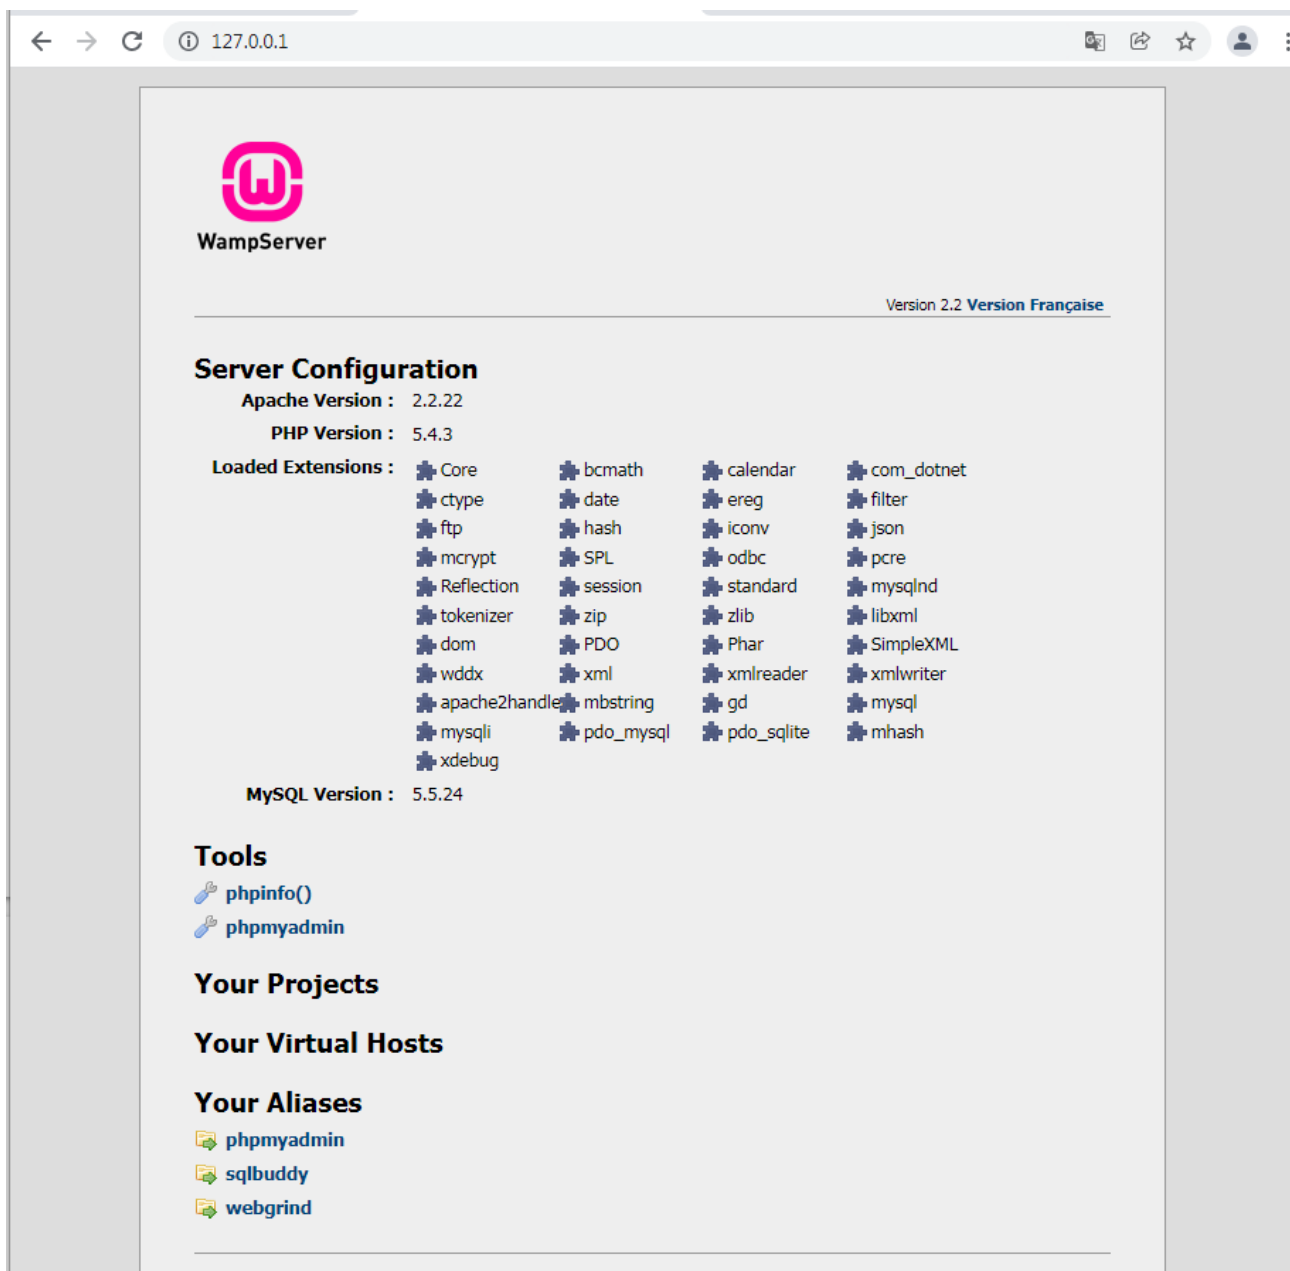 127.0.0.1
WampServer
Version 2.2 Version Française
Server Configuration
Apache Version : 2.2.22
PHP Version : 5.4.3
Loaded Extensions : Core bcmath calendar com_dotnet
ctype date ereg filter
ftp hash iconv json
mcrypt SPL odbc pcre
Reflection session standard mysqlnd
tokenizer zip zlib libxml
dom PDO Phar SimpleXML
wddx xml xmlreader xmlwriter
apache2handle mbstring gd mysql
mysqli pdo_mysql pdo_sqlite mhash
xdebug
MySQL Version : 5.5.24
Tools
phpinfo()
phpmyadmin
Your Projects
Your Virtual Hosts
Your Aliases
phpmyadmin
sqlbuddy
webgrind